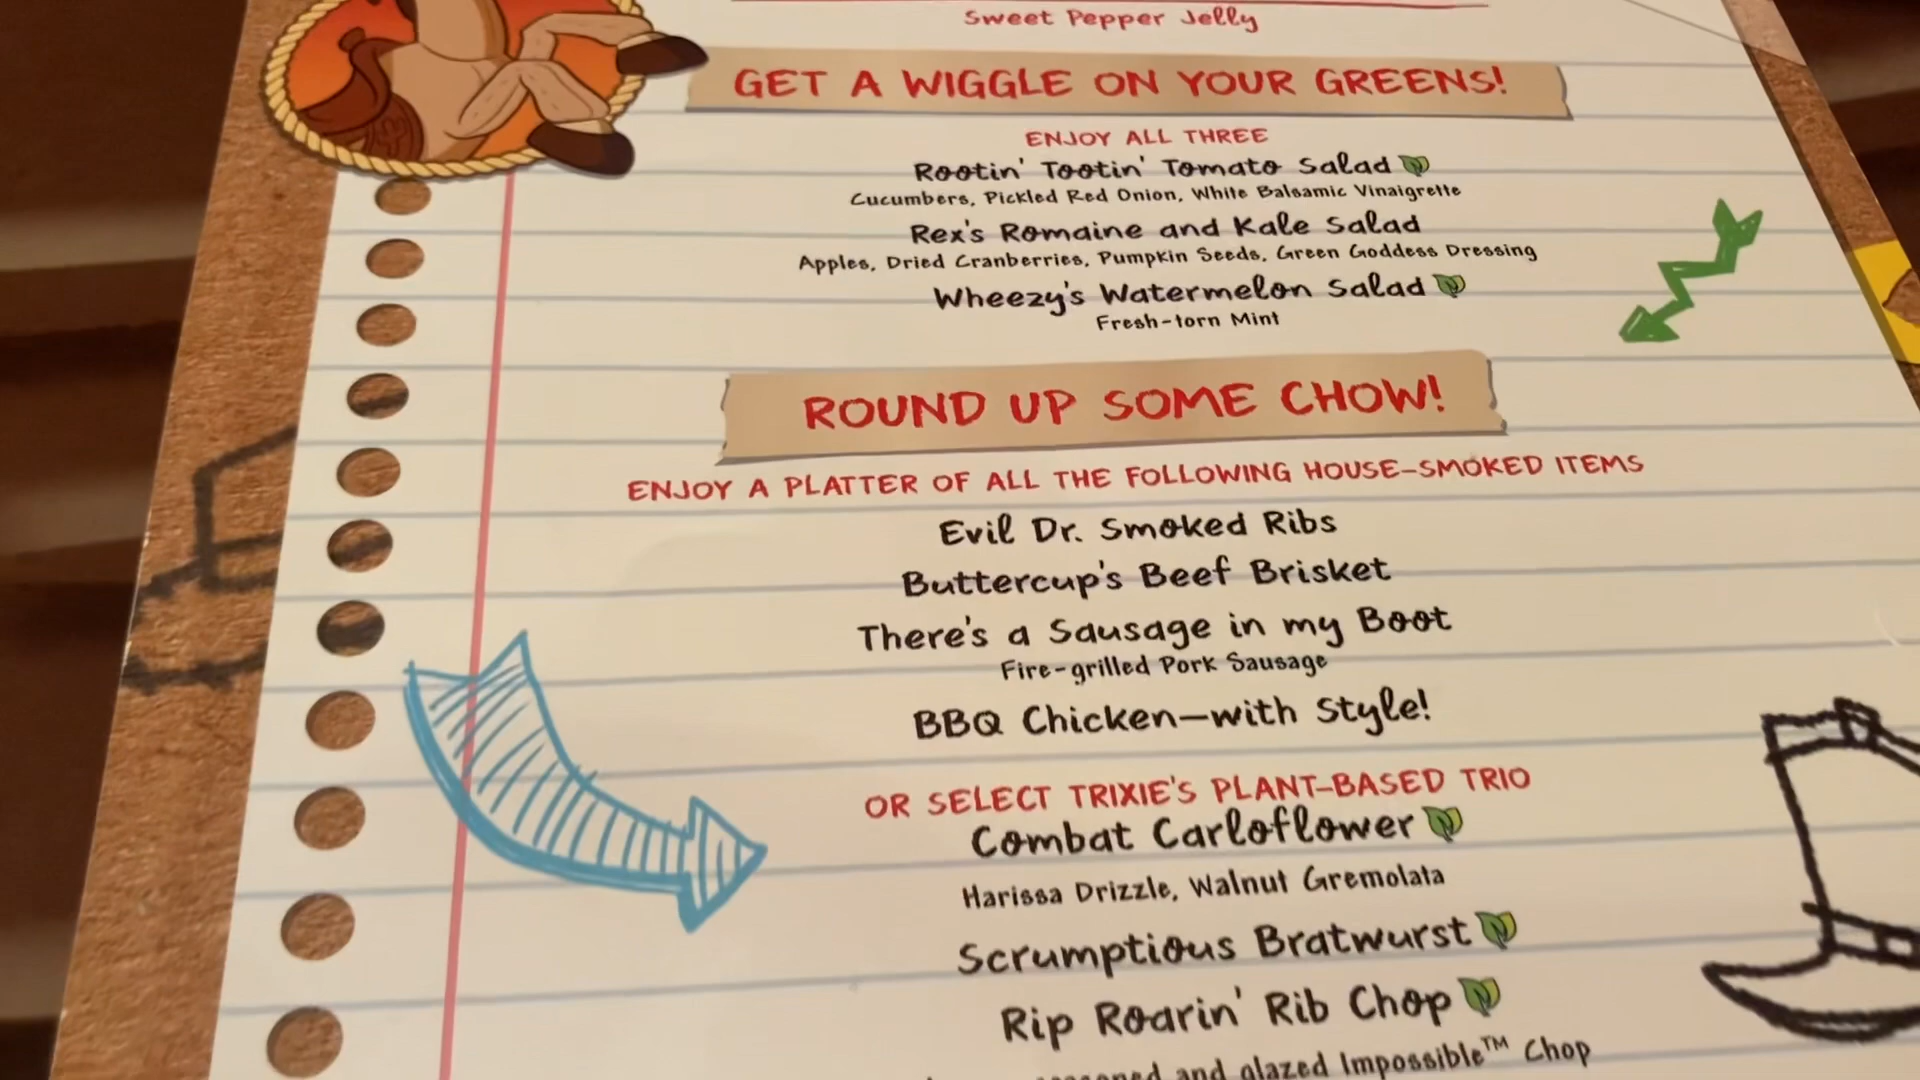 Sweet Pepper Jelly
GET A WIGGLE ON YOUR GREENS!
ENJOY ALL THREE
Rootin' Tootin' Tomato Salad
Cucumbers, Pickled Red Onion, White Balsamic Vinaigrette
Rex's Romaine and Kale Salad
Apples, Dried Cranberries, Pumpkin Seeds, Green Goddess Dressing
Wheezy's Watermelon Salad
Fresh-torn Mint
ROUND UP SOME CHOW!
ENJOY A PLATTER OF ALL THE FOLLOWING HOUSE-SMOKED ITEMS
Evil Dr. Smoked Ribs
Buttercup's Beef Brisket
There's a Sausage in my Boot
Fire-grilled Pork Sausage
BBQ Chicken—with Style!
OR SELECT TRIXIE'S PLANT-BASED TRIO
Combat Carloflower
Harissa Drizzle, Walnut Gremolata
Scrumptious Bratwurst
Rip Roarin' Rib Chop
and glazed Impossible™ Chop